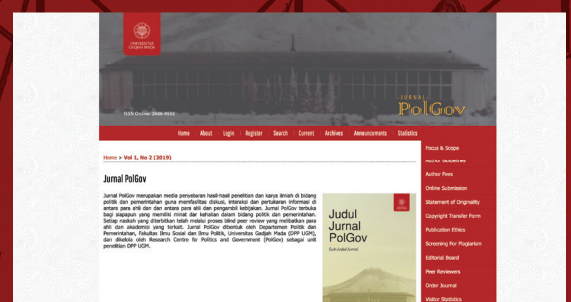 UNIVERSITAS
GADJAH MADA
JURNAL
PolGov
Home About Login Register Search Current Archives Announcements Statistics
Home > Vol 1, No 2 (2019)
Jurnal PolGov
Jurnal PolGov merupakan media penyebaran hasil-hasil penelitian dan karya ilmiah di bidang
politik dan pemerintahan guna memfasilitas diskusi, interaksi dan pertukaran informasi di
antara para ahli dan dan antara para ahli dan pengambil kebijakan. Jurnal PolGov terbuka
bagi siapapun yang memiliki minat dar kehalian dalam bidang politik dan pemerintahan.
Setiap naskah yang diterbitkan telah melalui proses blind peer review yang melibatkan para
ahli dan akademisi yang terkait. Jurnal PolGov dibentuk oleh Departemen Politik dan
Pemerintahan, Fakultas Ilmu Sosial dan Ilmu Politik, Universitas Gadjah Mada (DPP UGM),
dan dikelola oleh Research Centre for Politics and Government (PolGov) sebagai unit
penelitian DPP UGM.
Judul
Jurnal
PolGov
Sub Judul Jurnal
Focus & Scope
Author Guidelines
Author Fees
Online Submission
Statement of Originality
Copyright Transfer Form
Publication Ethics
Screening For Plagiarism
Editorial Board
Peer Reviewers
Order Journal
Visitor Statistics